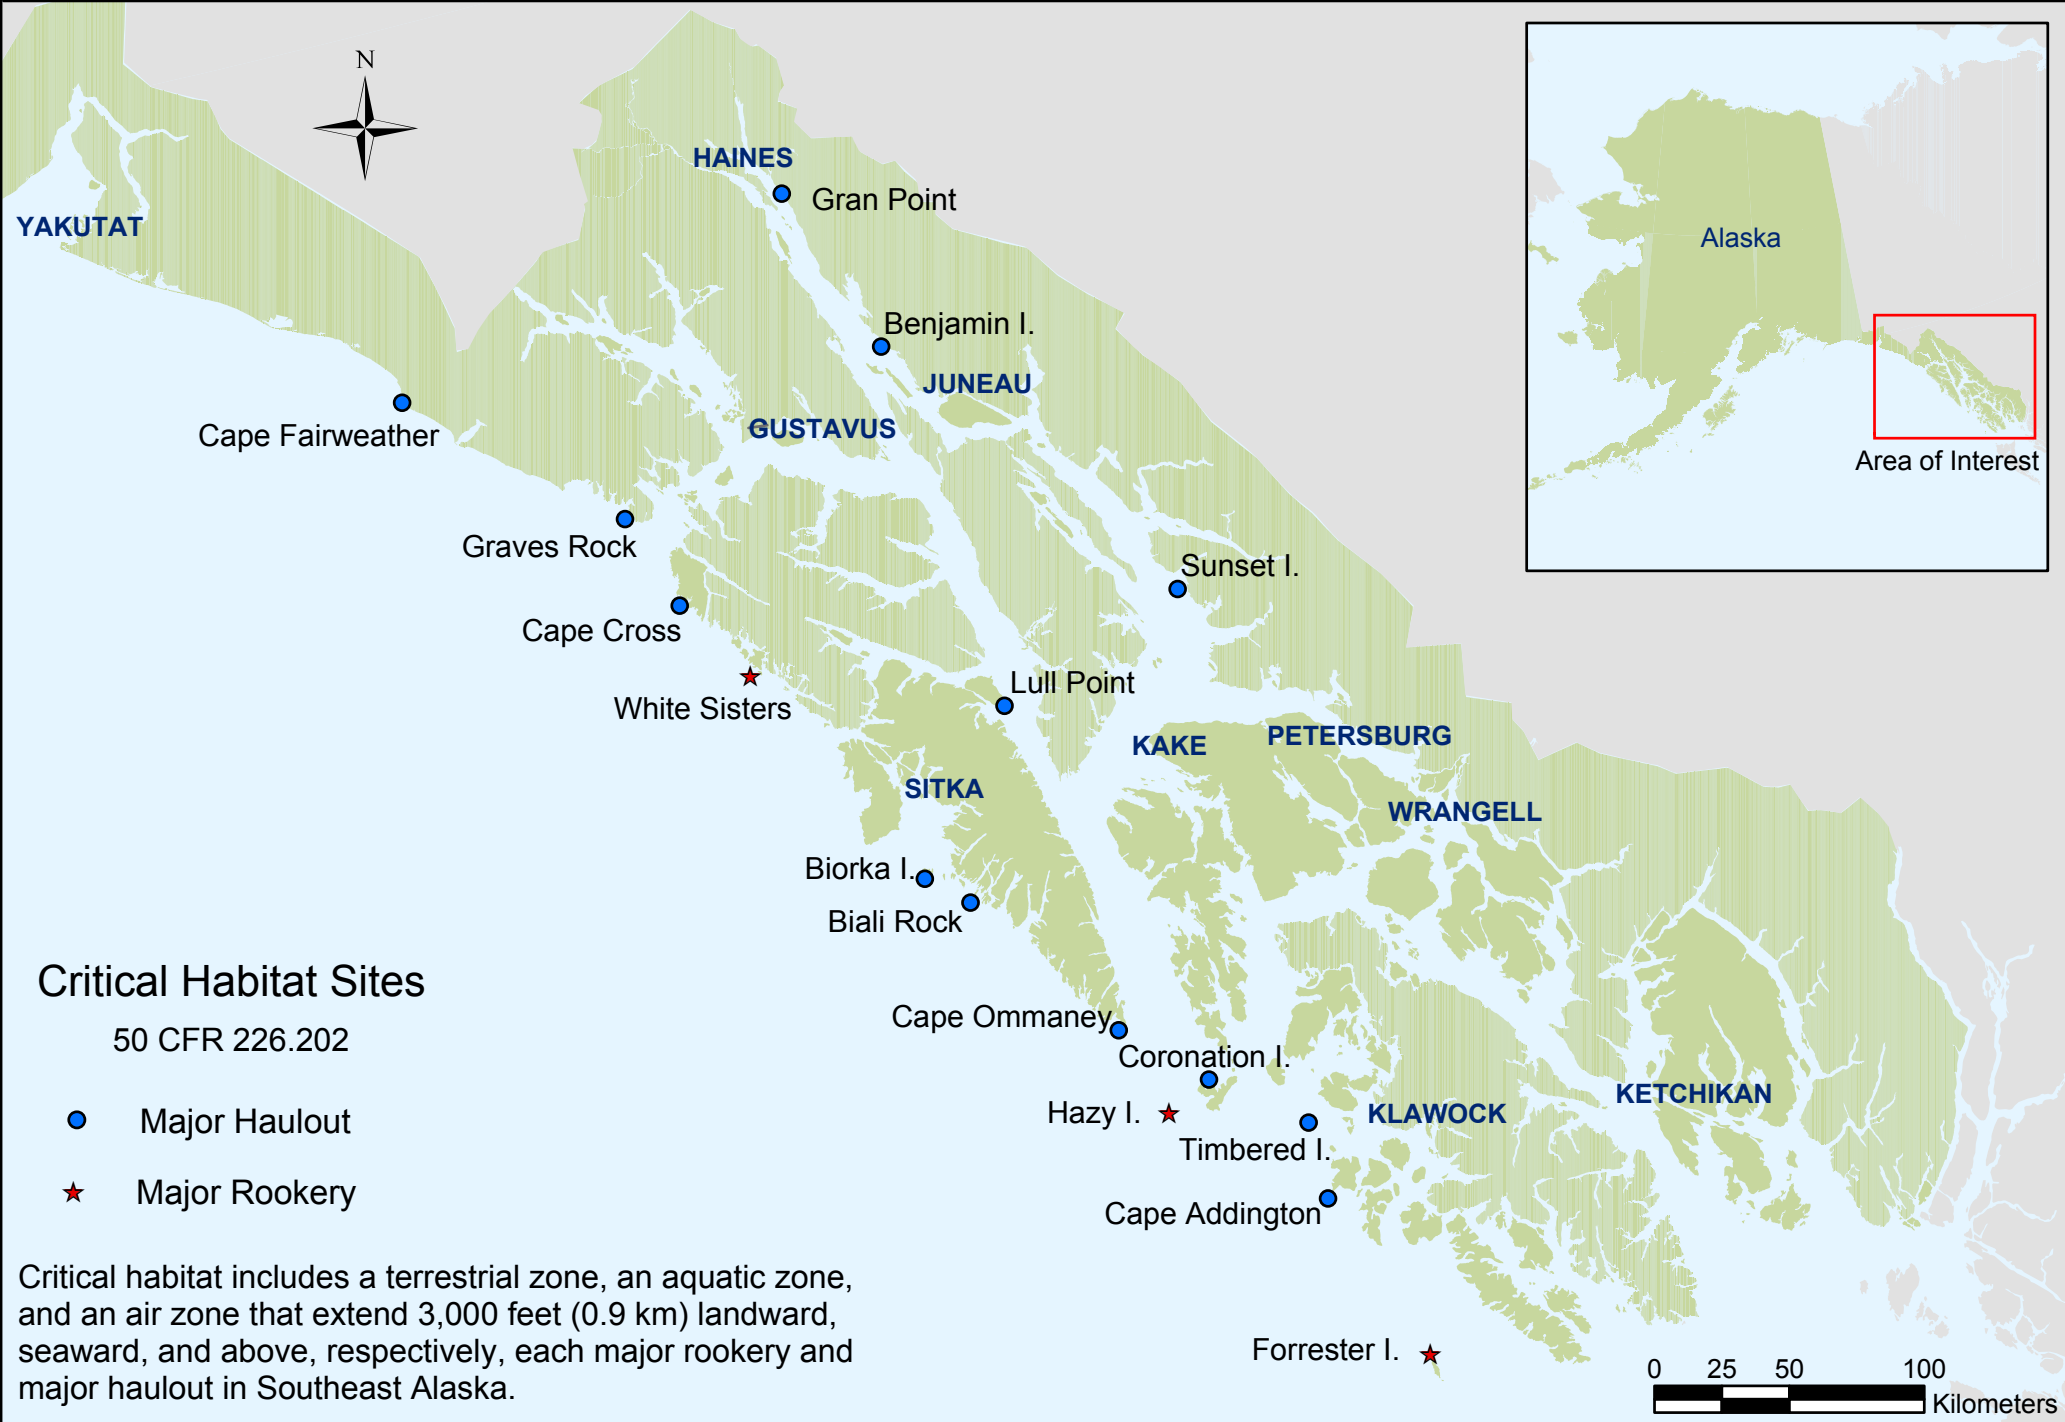 N
HAINES
Gran Point
YAKUTAT
Alaska
Benjamin I.
JUNEAU
Cape Fairweather
GUSTAVUS
Area of Interest
Graves Rock
Sunset I.
Cape Cross
Lull Point
White Sisters
KAKE
PETERSBURG
SITKA
WRANGELL
Biorka I.
Biali Rock
Critical Habitat Sites
50 CFR 226.202
Cape Ommaney
Coronation I.
Hazy I.
KLAWOCK
KETCHIKAN
Major Haulout
Timbered I.
Major Rookery
Cape Addington
Critical habitat includes a terrestrial zone, an aquatic zone,
and an air zone that extend 3,000 feet (0.9 km) landward,
seaward, and above, respectively, each major rookery and
major haulout in Southeast Alaska.
Forrester I.
0 25 50 100
Kilometers